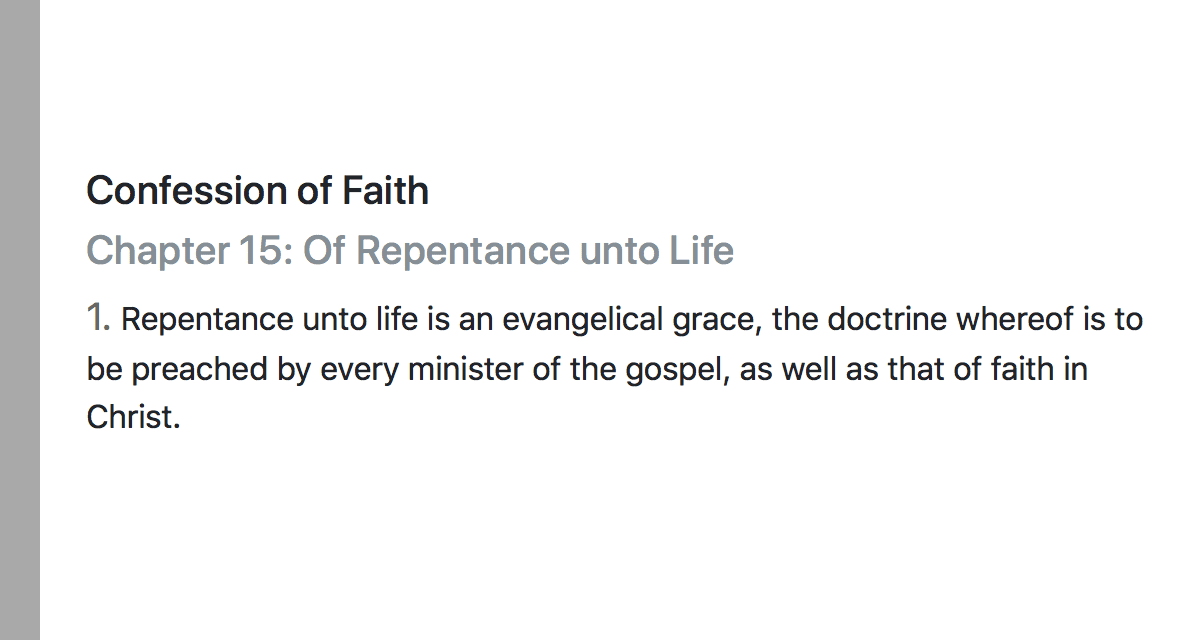 Confession of Faith
Chapter 15: Of Repentance unto Life
1. Repentance unto life is an evangelical grace, the doctrine whereof is to
be preached by every minister of the gospel, as well as that of faith in
Christ.